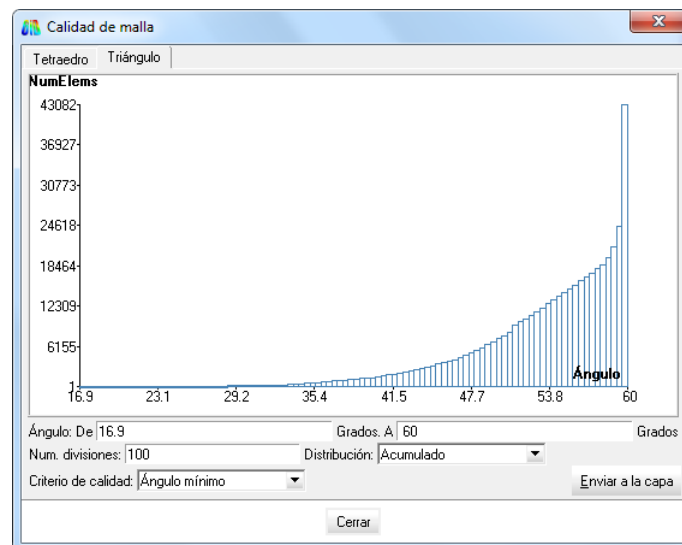 Calidad de malla
Tetraedro Triángulo
NumElems
43082
36927
30773
24618
18464
12309
6155
1
Ángulo
16.9 23.1 29.2 35.4 41.5 47.7 53.8 60
Ángulo: De 16.9 Grados. A 60 Grados
Num. divisiones: 100 Distribución: Acumulado
Criterio de calidad: Ángulo mínimo Enviar a la capa
Cerrar